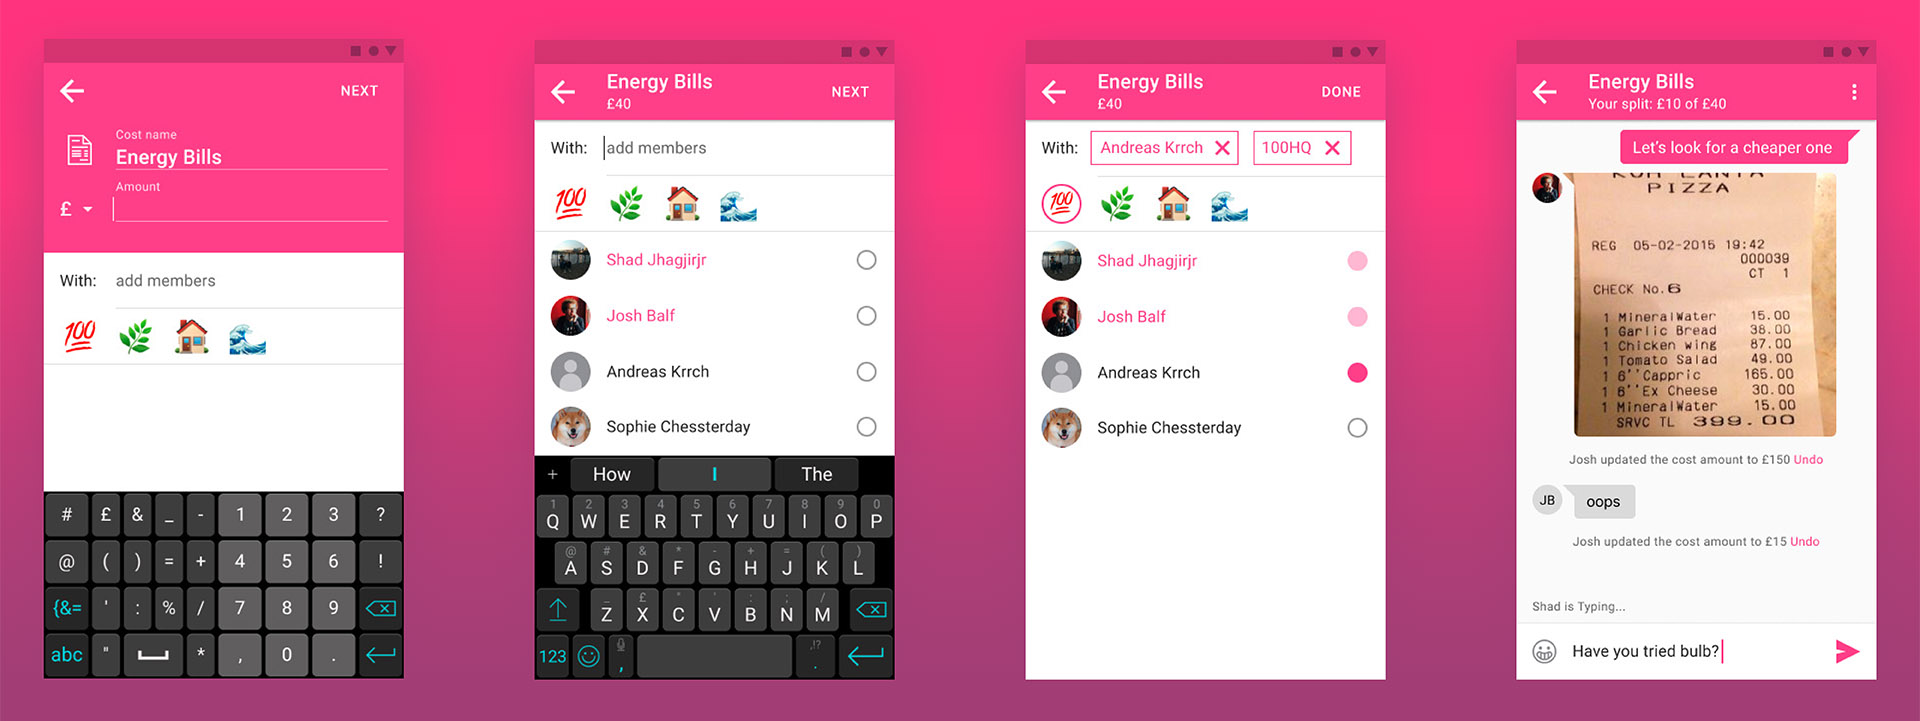 NEXT
Cost name
Energy Bills
Amount
£
With: add members
100
# £ & _ - 1 2 3 ?
@ ( ) = + 4 5 6 !
{&= ' : % / 7 8 9
abc " * , 0 .
Energy Bills
£40
NEXT
With: add members
100
Shad Jhagjirjr
Josh Balf
Andreas Krrch
Sophie Chessterday
+ How I The
1 2 3 4 5 6 7 8 9 0
Q W E R T Y U I O P
@ # & * - + = ( )
A S D F G H J K L
_ £ " ' : ; /
Z X C V B N M
123 , ,!? .
Energy Bills
£40
DONE
With: Andreas Krrch 100HQ
100
Shad Jhagjirjr
Josh Balf
Andreas Krrch
Sophie Chessterday
Energy Bills
Your split: £10 of £40
Let's look for a cheaper one
PIZZA
REG 05-02-2015 19:42
000039
CT 1
CHECK No.6
1 MineralWater 15.00
1 Garlic Bread 38.00
1 Chicken wing 87.00
1 Tomato Salad 49.00
1 6''Cappric 165.00
1 6''Ex Cheese 30.00
1 MineralWater 15.00
SRVC TL 399.00
Josh updated the cost amount to £150 Undo
JB oops
Josh updated the cost amount to £15 Undo
Shad is Typing...
Have you tried bulb?